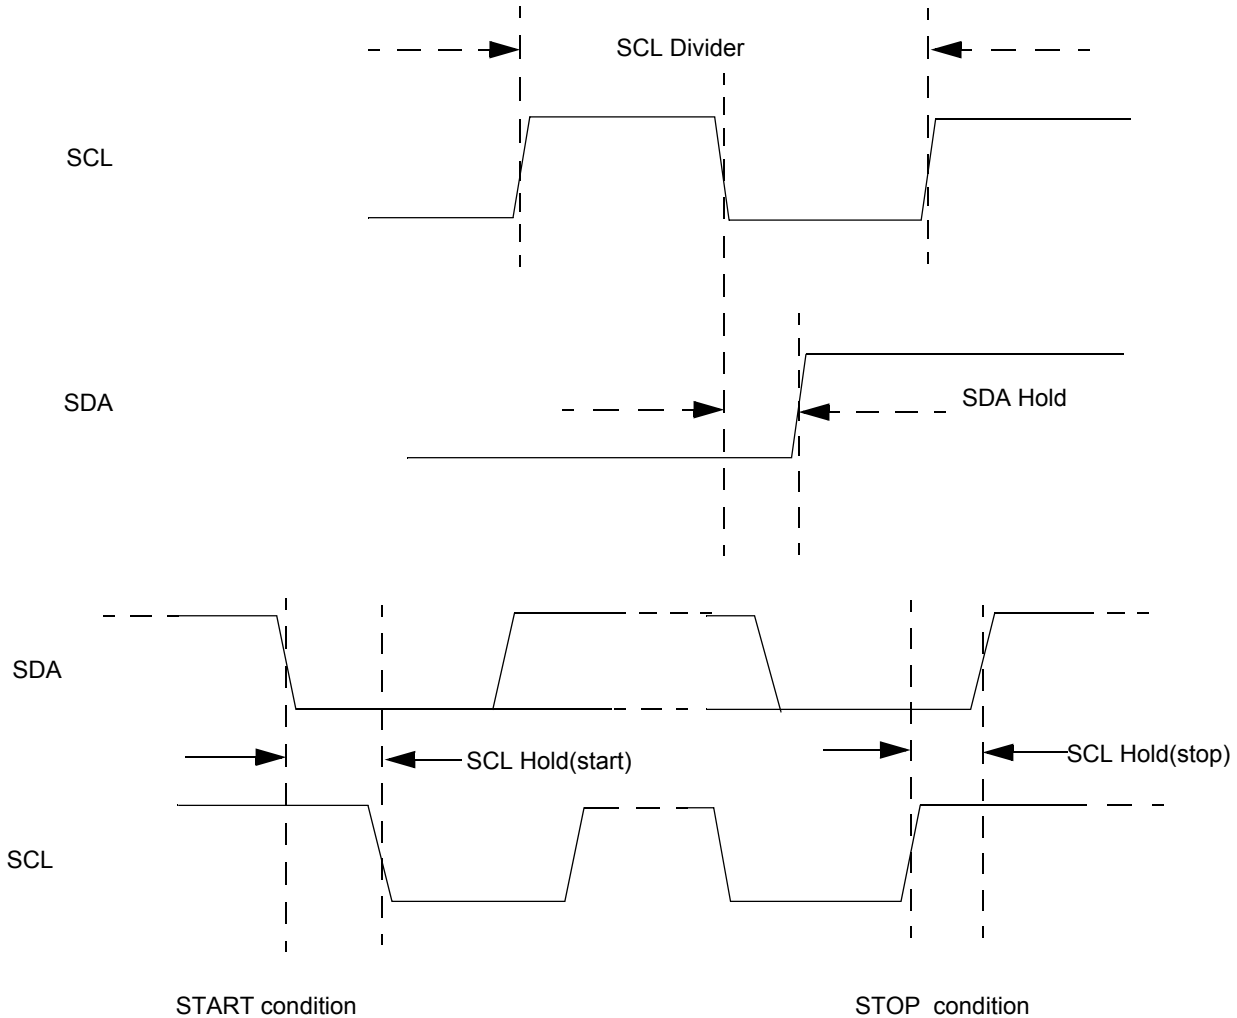 SCL Divider
SCL
SDA
SDA Hold
SDA
SCL Hold(start)
SCL Hold(stop)
SCL
START condition
STOP condition